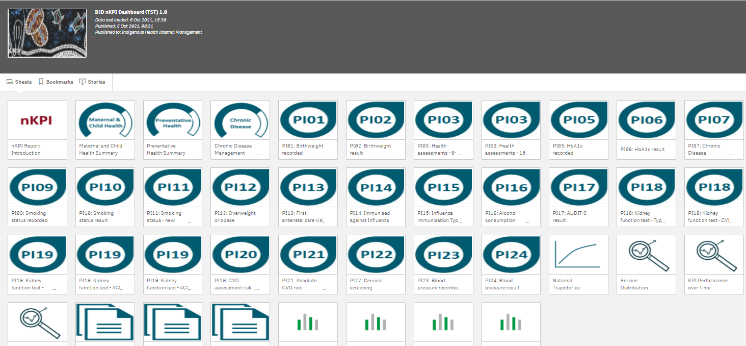 BID nKPI Dashboard (TST) 1.0
Data last loaded: 6 Oct 2021, 15:59
Published: 5 Oct 2021, 09:51
Published to: Indigenous Health Internal Management
Sheets Bookmarks Stories
nKPI
Maternal & Child Health
Preventative Health
Chronic Disease
PI01
PI02
PI03
PI03
PI05
PI06
PI07
nKPI Report Introduction
Maternal and Child Health Summary
Preventative Health Summary
Chronic Disease Management
PI01: Birthweight recorded
PI02: Birthweight result
PI03: Health assessments - 0-...
PI03: Health assessments -
PI05: HbA1c recorded
PI06: HbA1c result
PI07: Chronic Disease
PI09
PI10
PI11
PI12
PI13
PI14
PI15
PI16
PI17
PI18
PI18
PI09: Smoking status recorded
PI10: Smoking status result
PI11: Smoking status - new ...
PI12: Overweight or obese
PI13: First antenatal care visi...
PI14: Immunised against influenza
PI15: Influenza immunisation Typ...
PI16: Alcohol consumption ...
PI17: AUDIT-C result
PI18: Kidney function test - Typ...
PI18: Kidney function test - CV...
PI19
PI19
PI19
PI20
PI21
PI22
PI23
PI24
PI19: Kidney function test - ...
PI19: Kidney function test - ACR...
PI19: Kidney function test - ACR...
PI20: CVD assessment risk ...
PI21: Absolute CVD risk ...
PI22: Cervical screening
PI23: Blood pressure recorded...
PI24: Blood pressure result
National Trajectories
Service Distribution
KPI Performance over Time